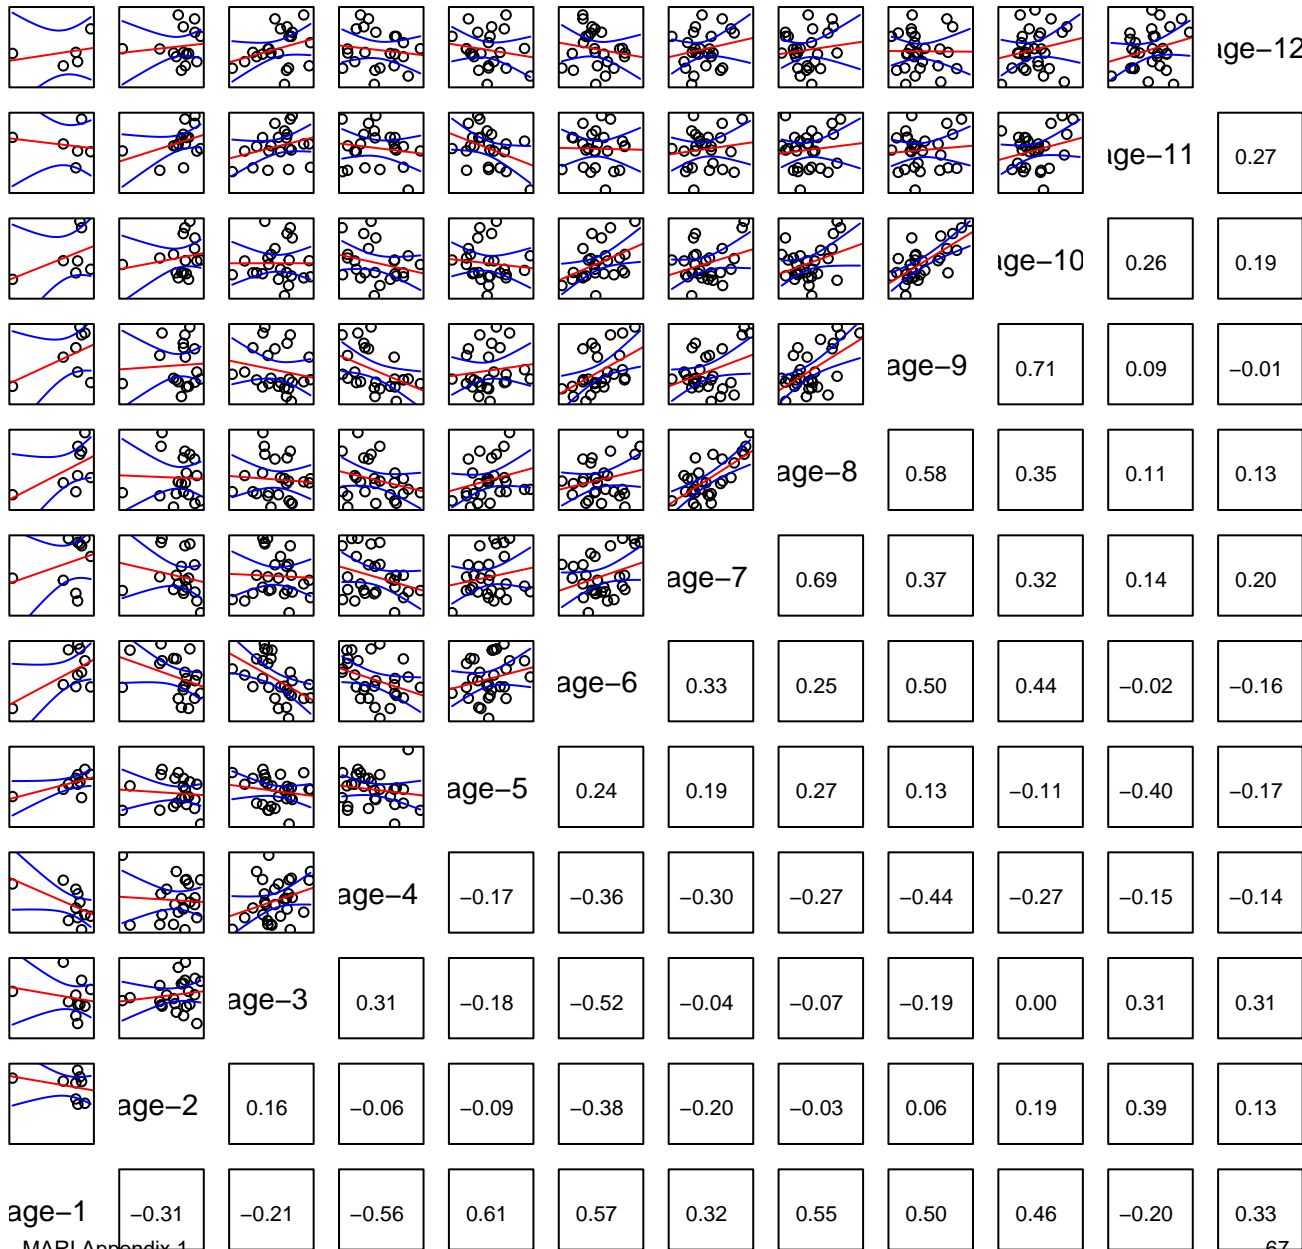 age−12
age−11 0.27
age−10 0.26 0.19
age−9 0.71 0.09 −0.01
age−8 0.58 0.35 0.11 0.13
age−7 0.69 0.37 0.32 0.14 0.20
age−6 0.33 0.25 0.50 0.44 −0.02 −0.16
age−5 0.24 0.19 0.27 0.13 −0.11 −0.40 −0.17
age−4 −0.17 −0.36 −0.30 −0.27 −0.44 −0.27 −0.15 −0.14
age−3 0.31 −0.18 −0.52 −0.04 −0.07 −0.19 0.00 0.31 0.31
age−2 0.16 −0.06 −0.09 −0.38 −0.20 −0.03 0.06 0.19 0.39 0.13
age−1 −0.31 −0.21 −0.56 0.61 0.57 0.32 0.55 0.50 0.46 −0.20 0.33
MARI Appendix 1 67